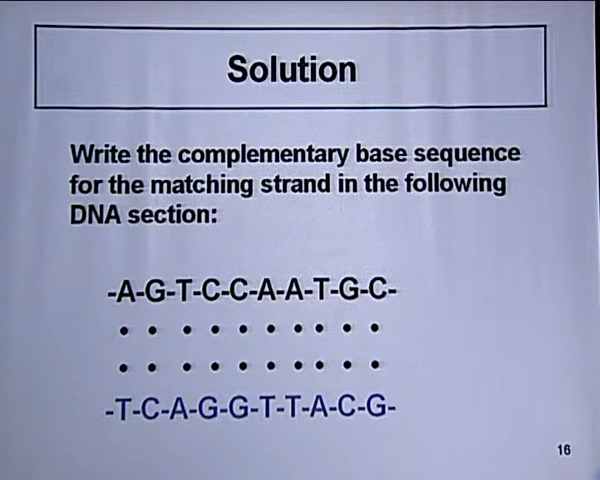 Solution
Write the complementary base sequence
for the matching strand in the following
DNA section:
-A-G-T-C-C-A-A-T-G-C-
• • • • • • • • • •
• • • • • • • • • •
-T-C-A-G-G-T-T-A-C-G-
16